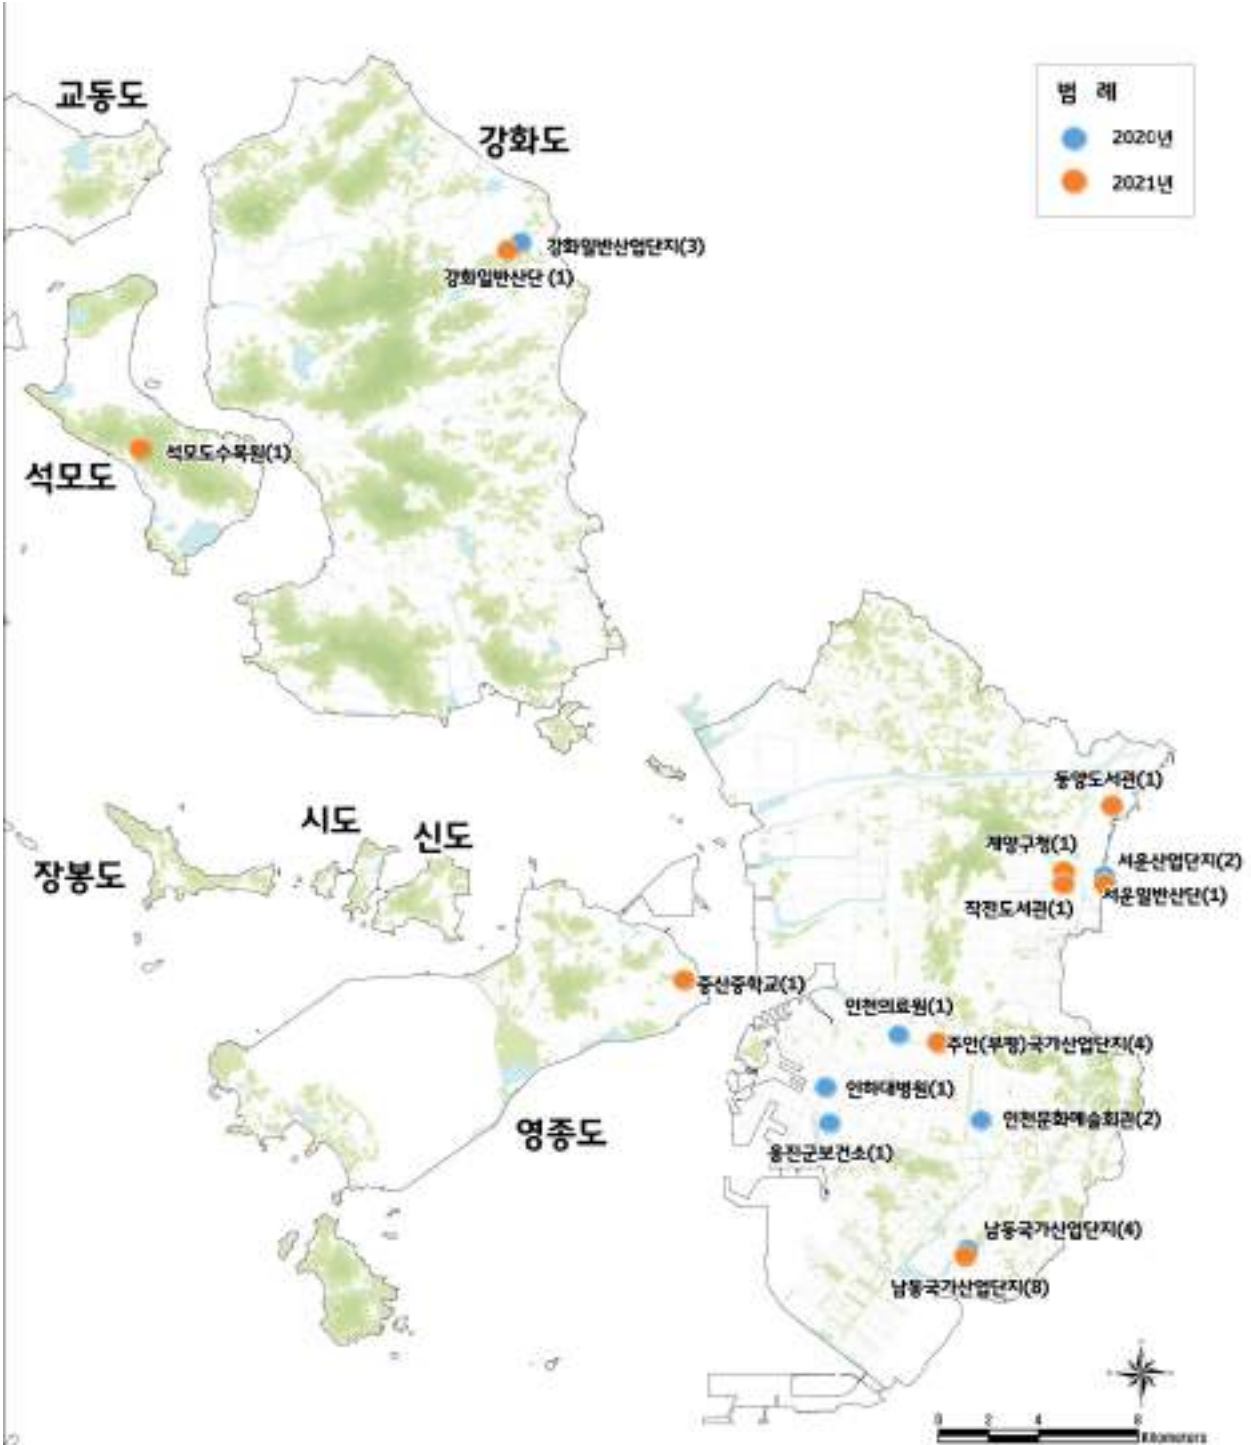 교동도
강화도
범 례
2020년
2021년
강화일반산업단지(3)
강화일반산단 (1)
석모도수목원(1)
석모도
동양도서관(1)
시도
신도
장봉도
계양구청(1)
서운산업단지(2)
서운일반산단(1)
작전도서관(1)
중산중학교(1)
인천의료원(1)
주안(부평)국가산업단지(4)
인하대병원(1)
인천문화예술회관(2)
영종도
옹진군보건소(1)
남동국가산업단지(4)
남동국가산업단지(8)
0 2 4 8
Kilometers